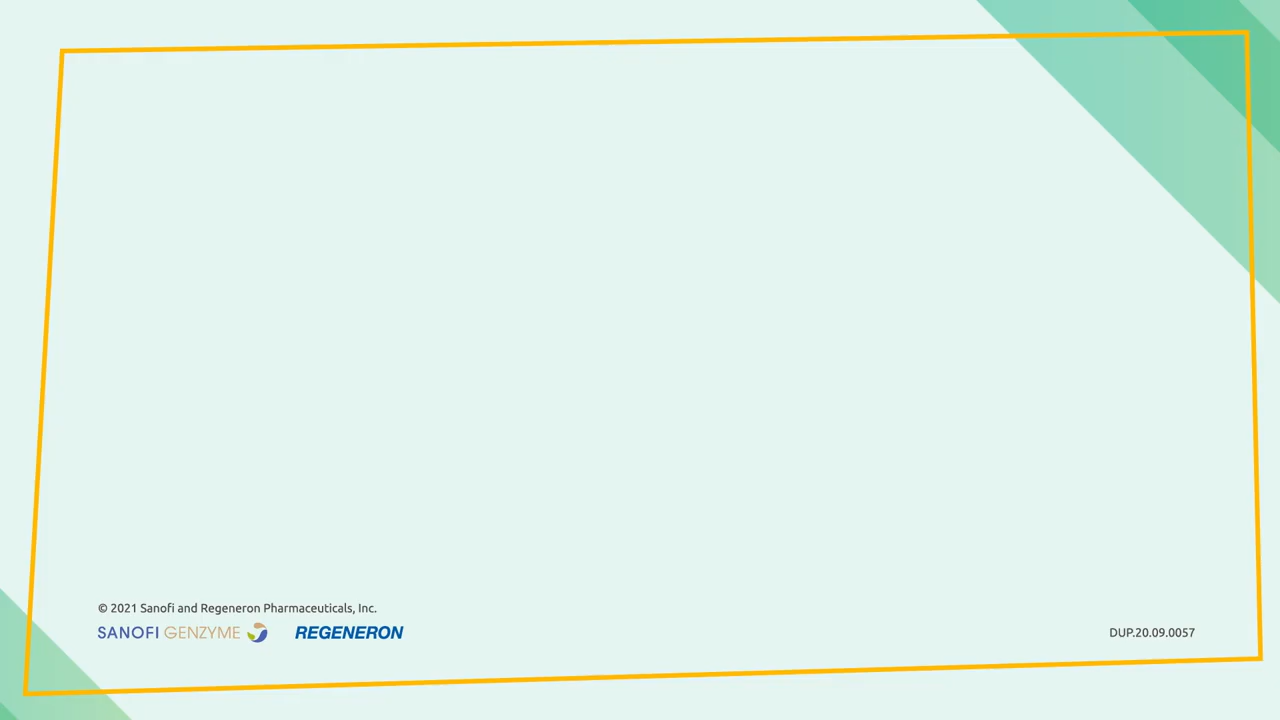 © 2021 Sanofi and Regeneron Pharmaceuticals, Inc.
SANOFI GENZYME REGENERON
DUP.20.09.0057